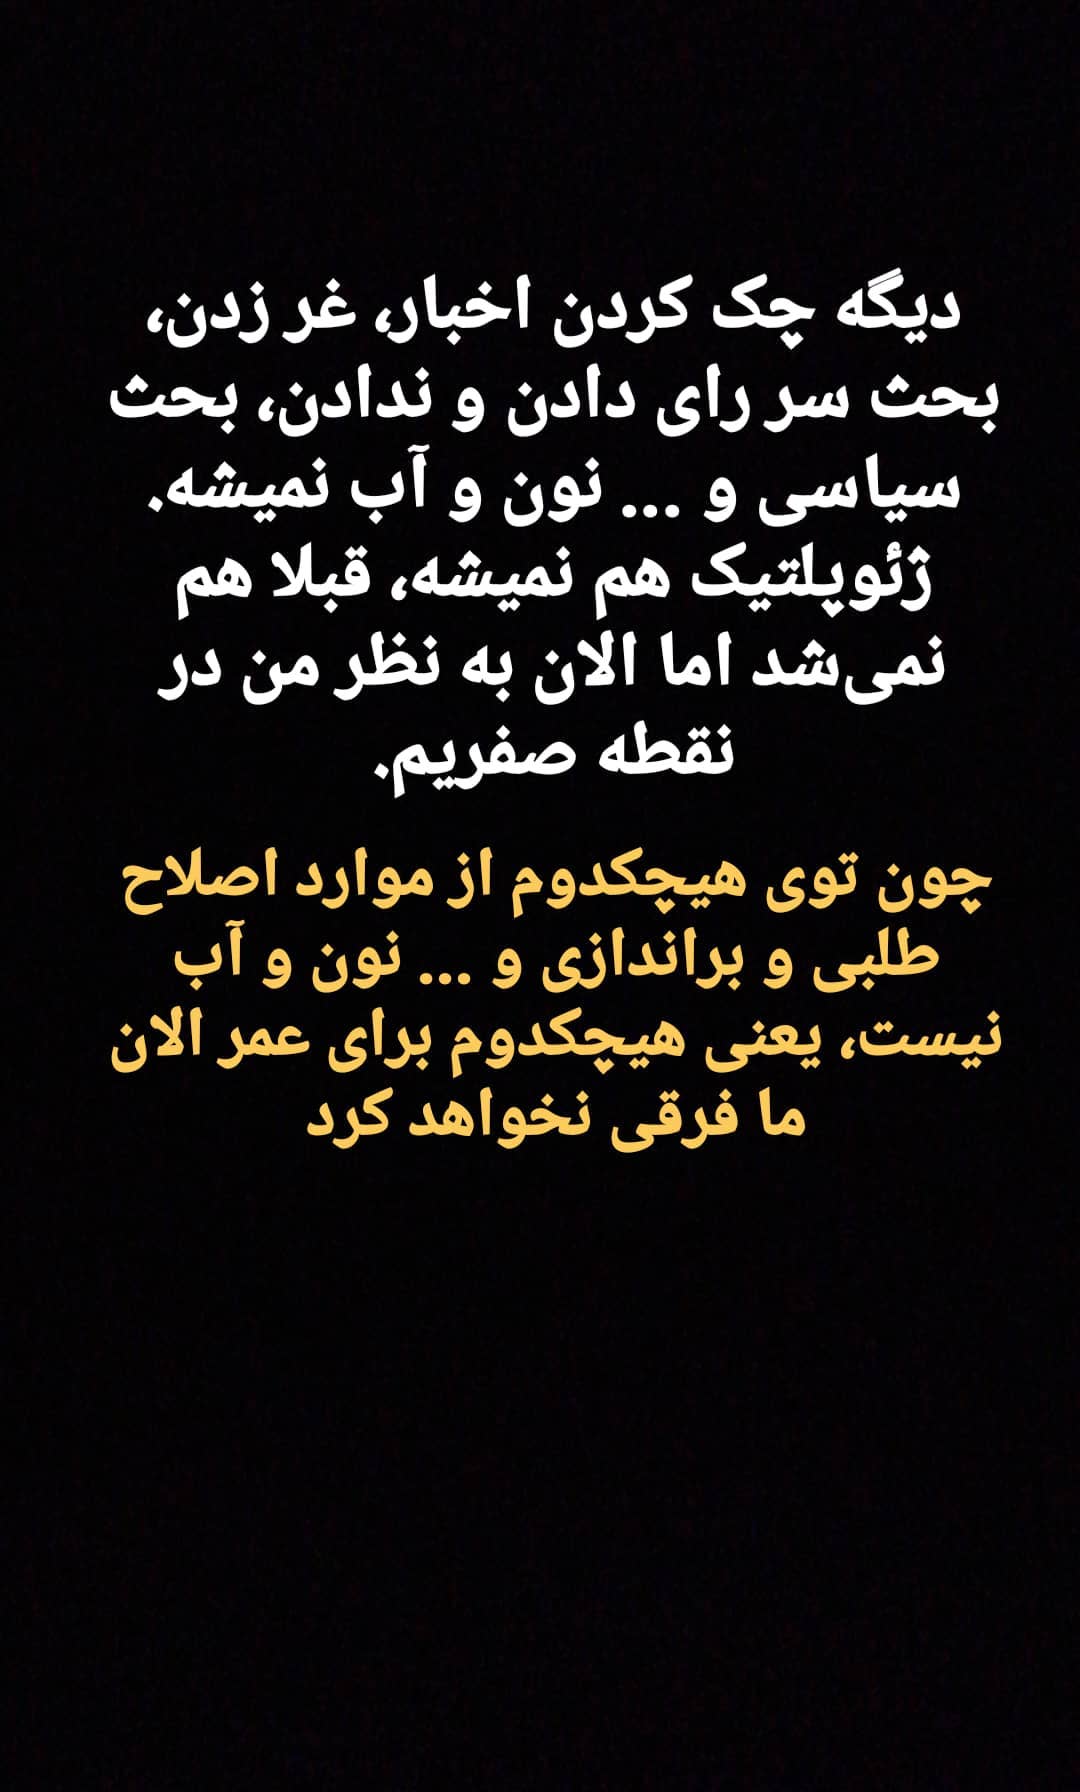 دیگه چک کردن اخبار، غر زدن،
بحث سر رای دادن و ندادن، بحث
سیاسی و ... نون و آب نمیشه.
ژئوپلتیک هم نمیشه، قبلا هم
نمی‌شد اما الان به نظر من در
نقطه صفریم.
چون توی هیچکدوم از موارد اصلاح
طلبی و براندازی و ... نون و آب
نیست، یعنی هیچکدوم برای عمر الان
ما فرقی نخواهد کرد